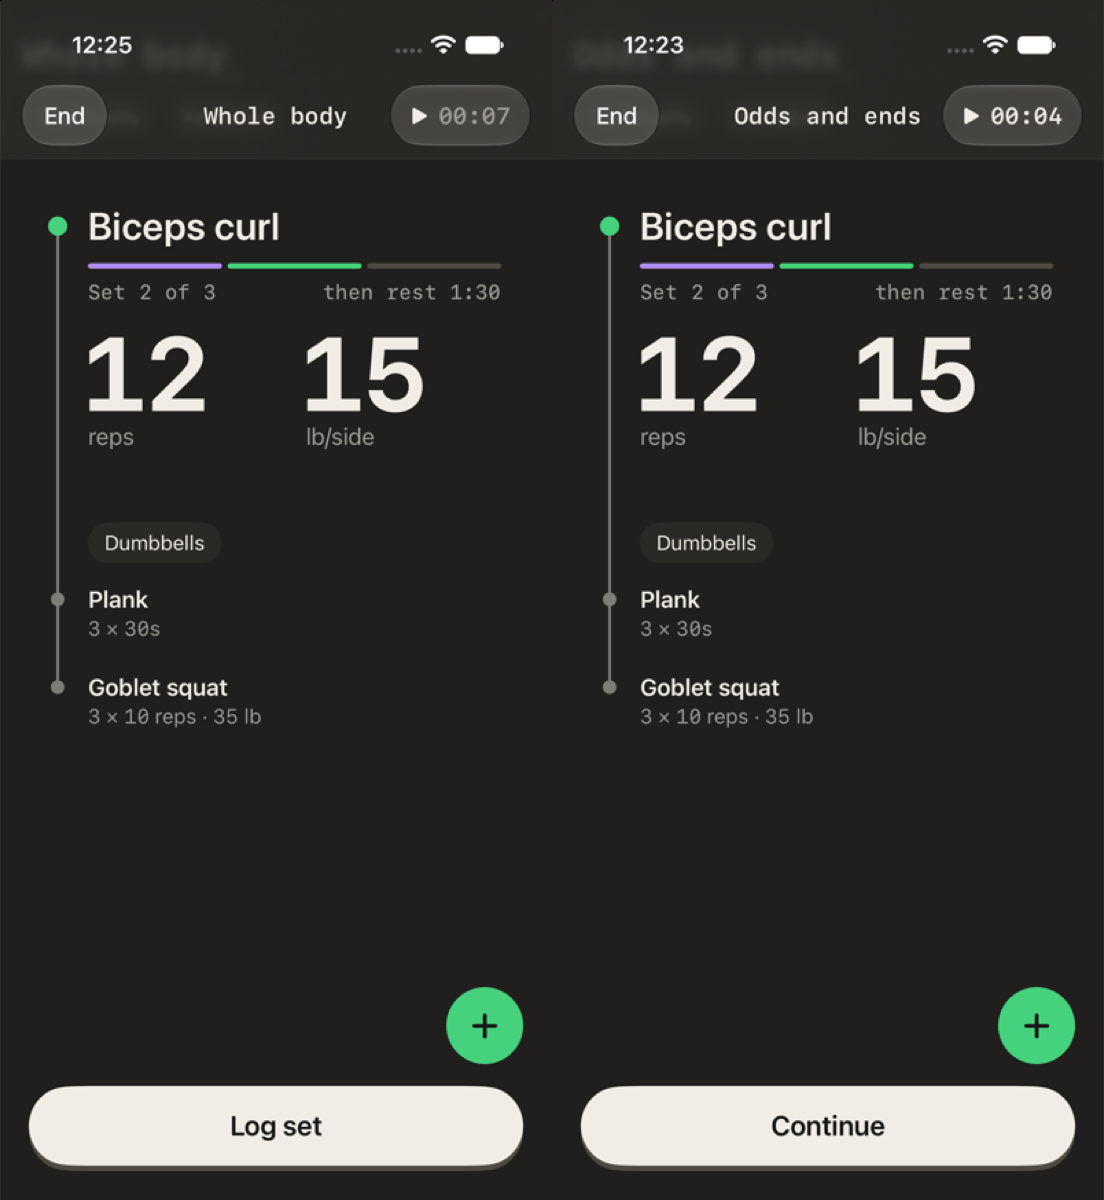 12:25
End
Whole body
00:07
Biceps curl
Set 2 of 3
then rest 1:30
12
15
reps
lb/side
Dumbbells
Plank
3 × 30s
Goblet squat
3 × 10 reps · 35 lb
+
Log set
12:23
End
Odds and ends
00:04
Biceps curl
Set 2 of 3
then rest 1:30
12
15
reps
lb/side
Dumbbells
Plank
3 × 30s
Goblet squat
3 × 10 reps · 35 lb
+
Continue